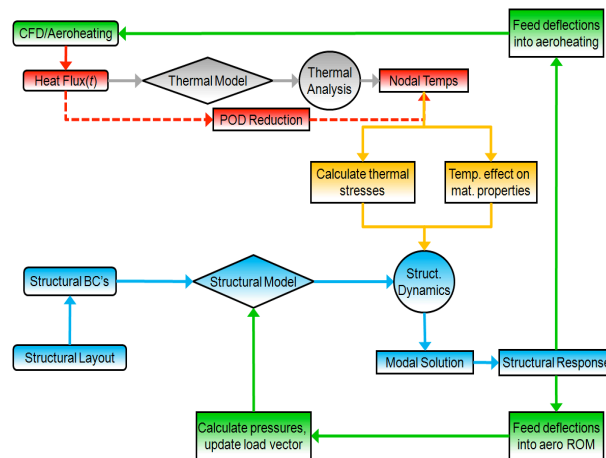 CFD/Aeroheating
Feed deflections
into aeroheating
Heat Flux(t)
Thermal Model
Thermal
Analysis
Nodal Temps
POD Reduction
Calculate thermal
stresses
Temp. effect on
mat. properties
Structural BC's
Structural Model
Struct.
Dynamics
Structural Layout
Modal Solution
Structural Response
Calculate pressures,
update load vector
Feed deflections
into aero ROM